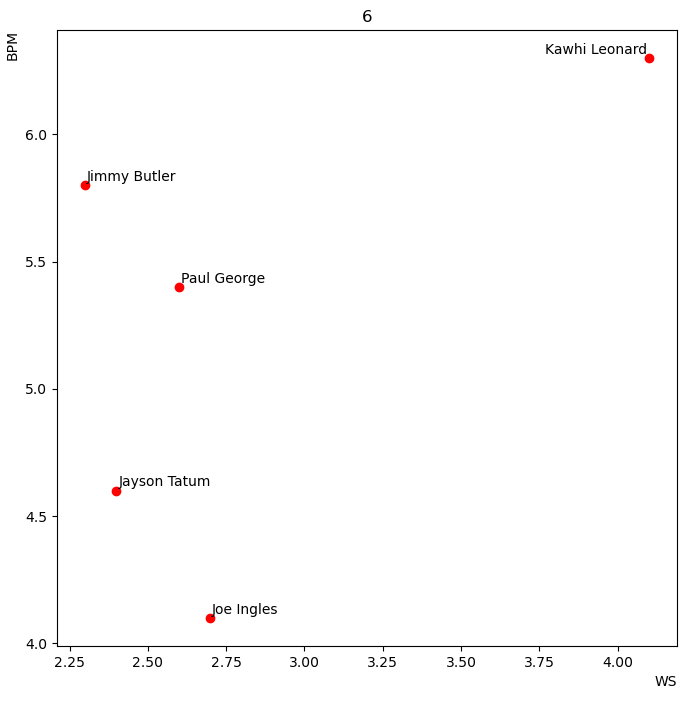 6
BPM
Kawhi Leonard
6.0
Jimmy Butler
5.5
Paul George
5.0
Jayson Tatum
4.5
Joe Ingles
4.0
2.25 2.50 2.75 3.00 3.25 3.50 3.75 4.00
WS